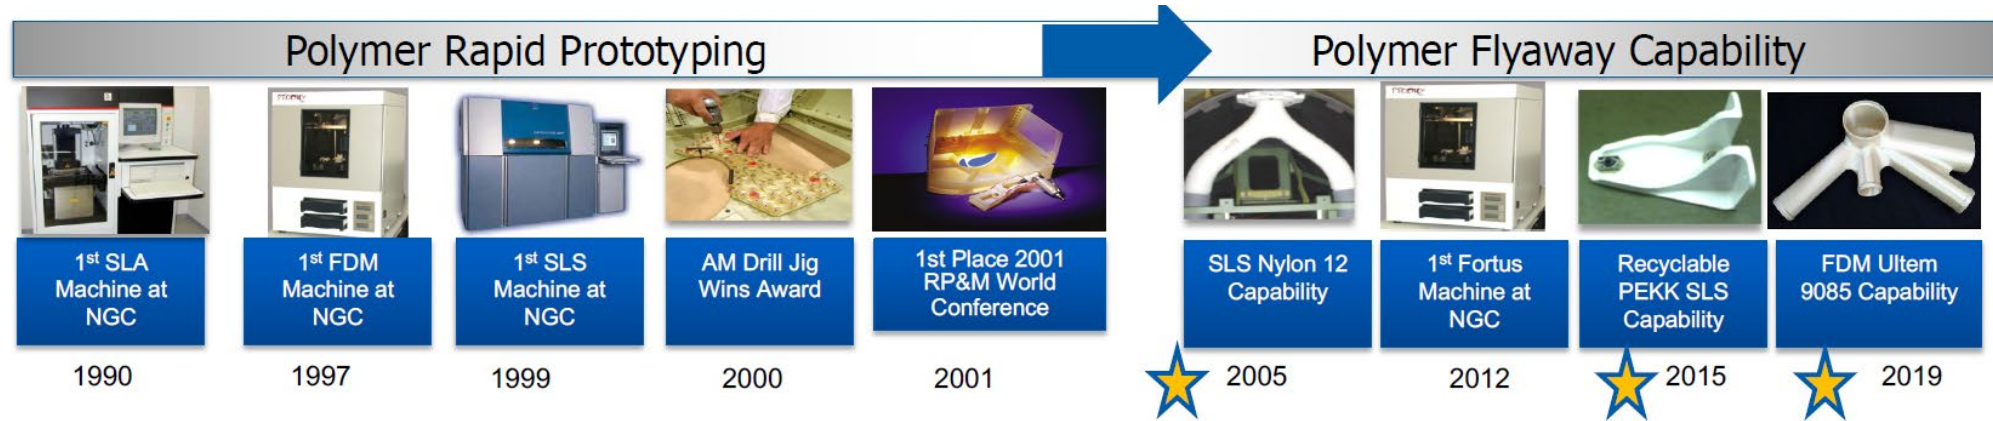 Polymer Rapid Prototyping
Polymer Flyaway Capability
1st SLA
Machine at
NGC
1990
1st FDM
Machine at
NGC
1997
1st SLS
Machine at
NGC
1999
AM Drill Jig
Wins Award
2000
1st Place 2001
RP&M World
Conference
2001
SLS Nylon 12
Capability
2005
1st Fortus
Machine at
NGC
2012
Recyclable
PEKK SLS
Capability
2015
FDM Ultem
9085 Capability
2019